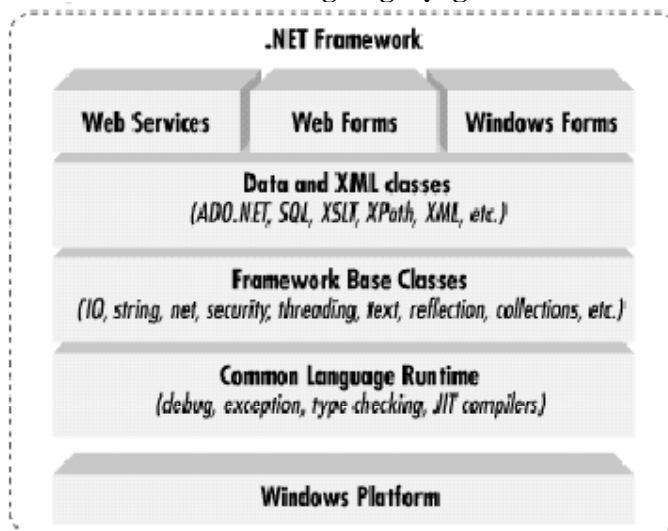 .NET Framework
Web Services Web Forms Windows Forms
Data and XML classes
(ADO.NET, SQL, XSLT, XPath, XML, etc.)
Framework Base Classes
(IO, string, net, security, threading, text, reflection, collections, etc.)
Common Language Runtime
(debug, exception, type checking, JIT compilers)
Windows Platform